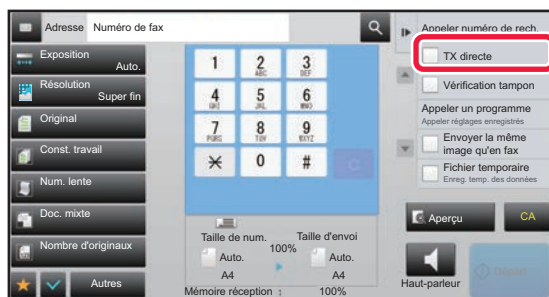 Adresse
Numéro de fax
Exposition
Auto.
Résolution
Super fin
Original
Const. travail
Num. lente
Doc. mixte
Nombre d'originaux
Autres
1
2
ABC
3
DEF
4
GHI
5
JKL
6
MNO
7
PQRS
8
TUV
9
WXYZ
0
#
C
Taille de num.
100%
Taille d'envoi
Auto.
A4
Auto.
A4
Mémoire réception :
100%
Appeler numéro de rech.
TX directe
Vérification tampon
Appeler un programme
Appeler réglages enregistrés
Envoyer la même
image qu'en fax
Fichier temporaire
Enreg. temp. des données
Aperçu
CA
Haut-parleur
Départ